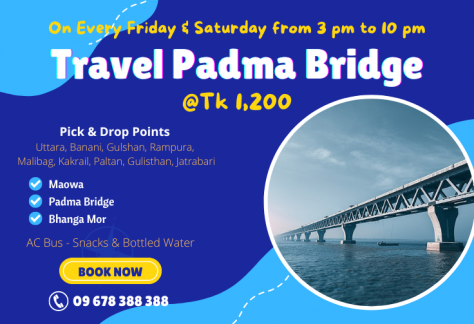 On Every Friday & Saturday from 3 pm to 10 pm
Travel Padma Bridge
@Tk 1,200
Pick & Drop Points
Uttara, Banani, Gulshan, Rampura,
Malibag, Kakrail, Paltan, Gulisthan, Jatrabari
Maowa
Padma Bridge
Bhanga Mor
AC Bus - Snacks & Bottled Water
BOOK NOW
09 678 388 388